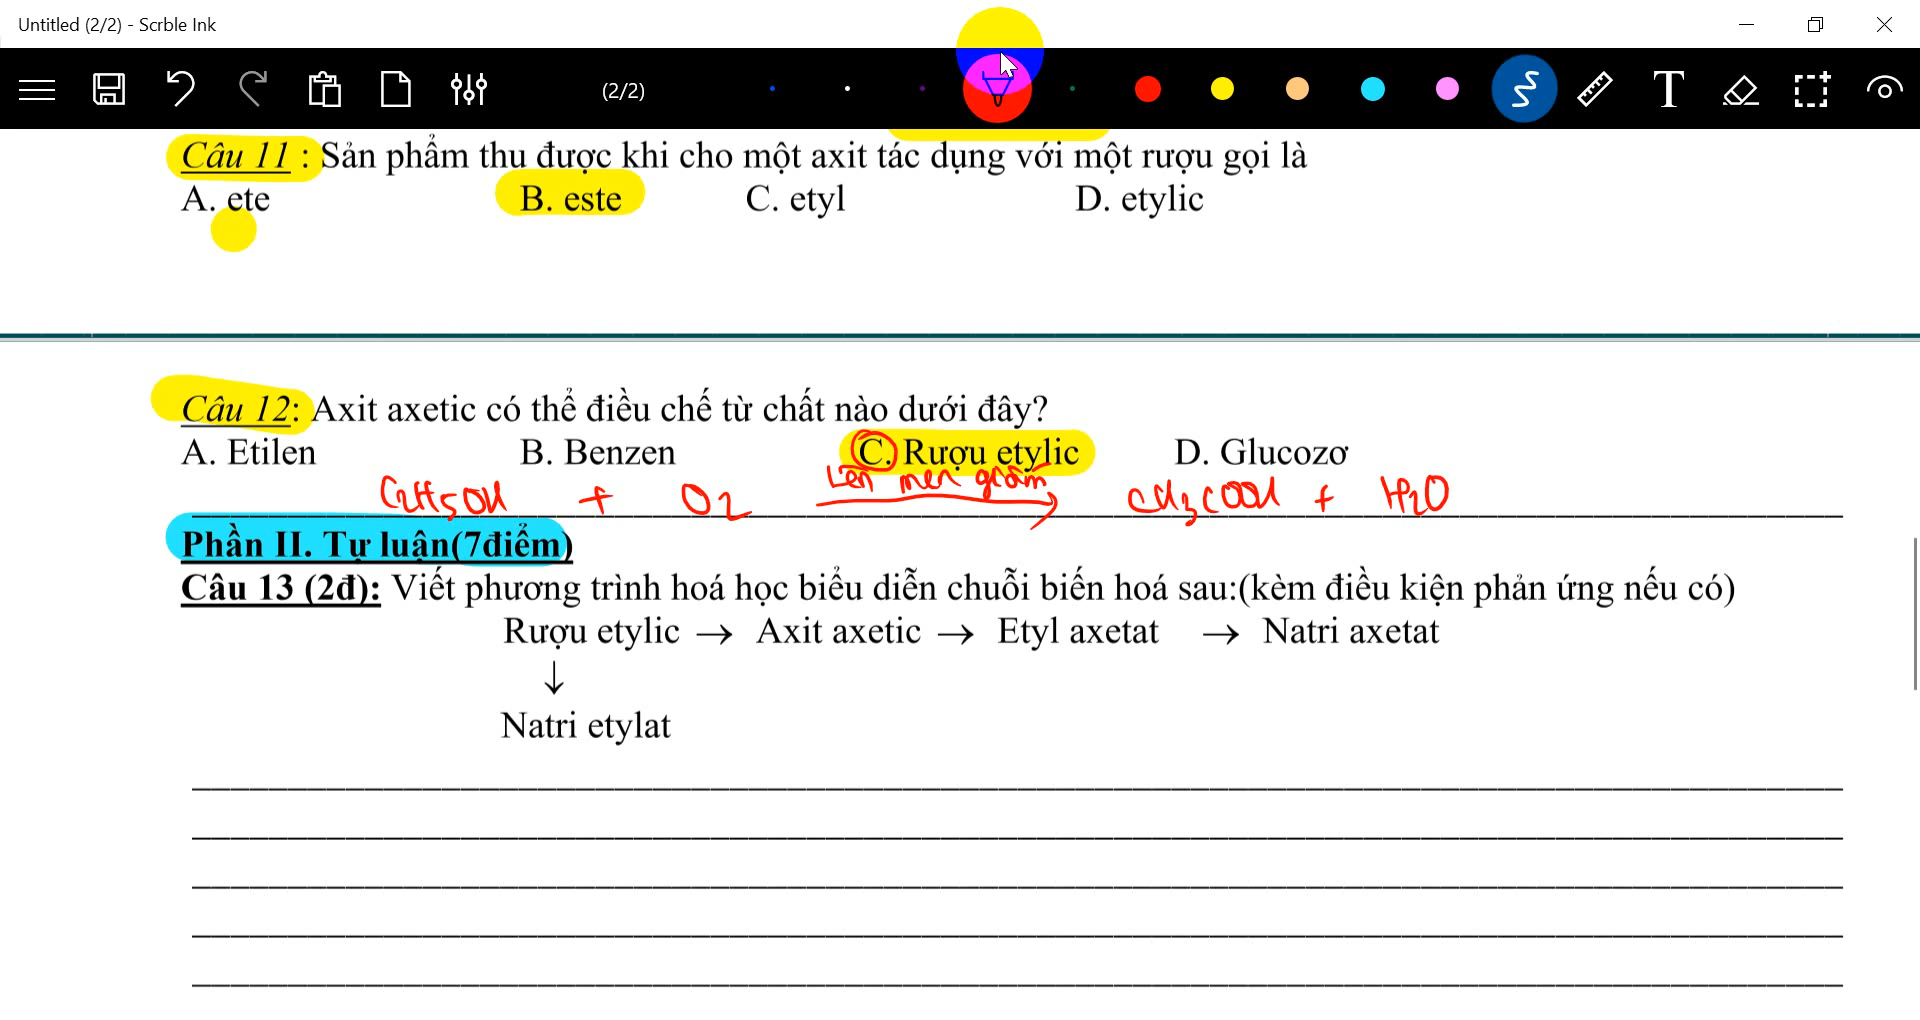 Untitled (2/2) - Scrble Ink
(2/2)
T
Câu 11 : Sản phẩm thu được khi cho một axit tác dụng với một rượu gọi là
A. ete B. este C. etyl D. etylic
Câu 12: Axit axetic có thể điều chế từ chất nào dưới đây?
A. Etilen B. Benzen C. Rượu etylic D. Glucozơ
Lên men giấm
C2H5OH + O2 → CH3COOH + H2O
Phần II. Tự luận(7điểm)
Câu 13 (2đ): Viết phương trình hoá học biểu diễn chuỗi biến hoá sau:(kèm điều kiện phản ứng nếu có)
Rượu etylic → Axit axetic → Etyl axetat → Natri axetat
↓
Natri etylat